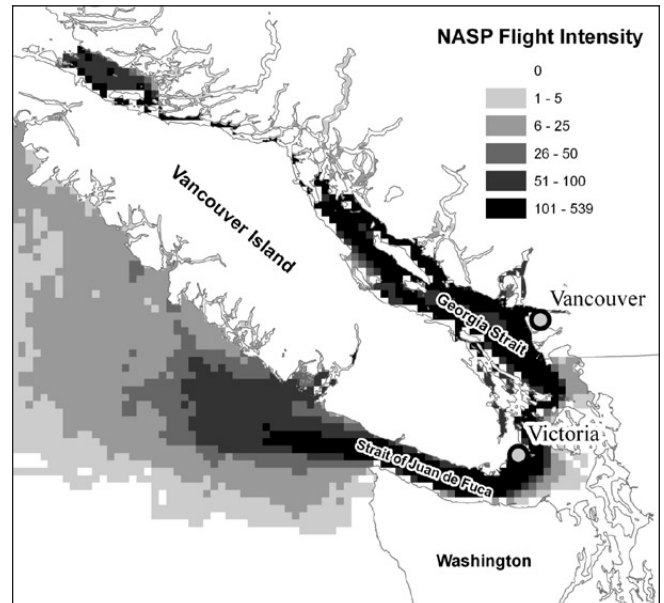 NASP Flight Intensity
0
1 - 5
6 - 25
26 - 50
51 - 100
101 - 539
Vancouver Island
Georgia Strait
Vancouver
Victoria
Strait of Juan de Fuca
Washington